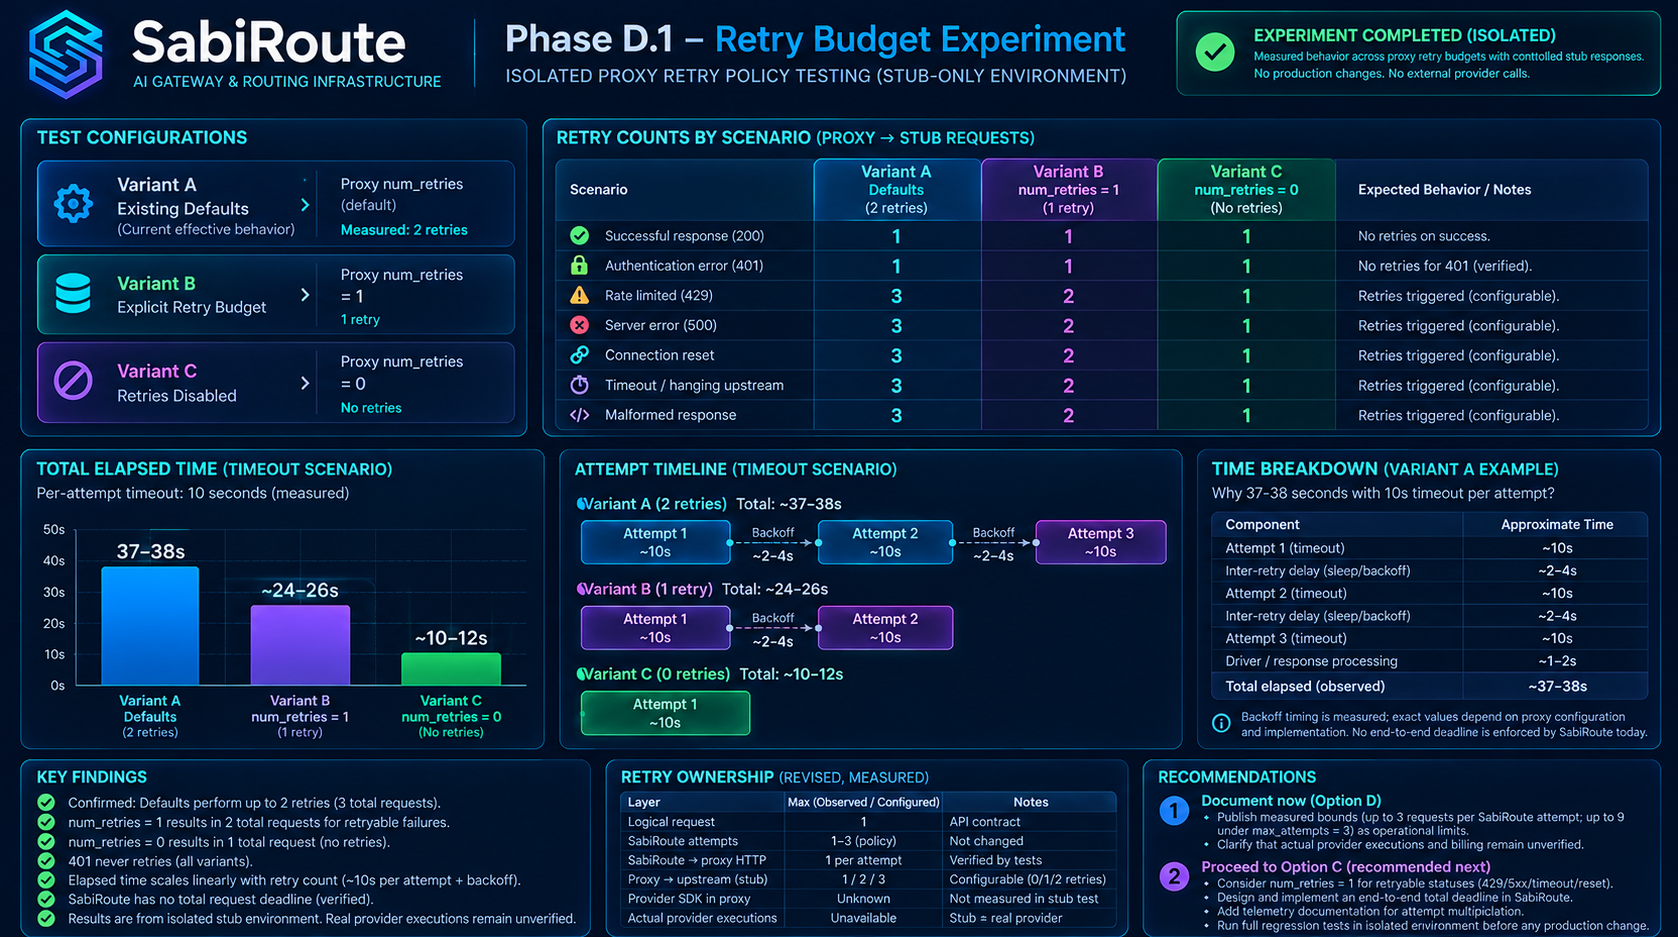 SabiRoute
AI GATEWAY & ROUTING INFRASTRUCTURE
Phase D.1 – Retry Budget Experiment
ISOLATED PROXY RETRY POLICY TESTING (STUB-ONLY ENVIRONMENT)
EXPERIMENT COMPLETED (ISOLATED)
Measured behavior across proxy retry budgets with conttolled stub responses.
No production changes. No external provider calls.
TEST CONFIGURATIONS
Variant A
Existing Defaults
(Current effective behavior)
Proxy num_retries
(default)
Measured: 2 retries
Variant B
Explicit Retry Budget
Proxy num_retries
= 1
1 retry
Variant C
Retries Disabled
Proxy num_retries
= 0
No retries
RETRY COUNTS BY SCENARIO (PROXY → STUB REQUESTS)
Scenario
Variant A
Defaults
(2 retries)
Variant B
num_retries = 1
(1 retry)
Variant C
num_retries = 0
(No retries)
Expected Behavior / Notes
Successful response (200) 1 1 1 No retries on success.
Authentication error (401) 1 1 1 No retries for 401 (verified).
Rate limited (429) 3 2 1 Retries triggered (configurable).
Server error (500) 3 2 1 Retries triggered (configurable).
Connection reset 3 2 1 Retries triggered (configurable).
Timeout / hanging upstream 3 2 1 Retries triggered (configurable).
Malformed response 3 2 1 Retries triggered (configurable).
TOTAL ELAPSED TIME (TIMEOUT SCENARIO)
Per-attempt timeout: 10 seconds (measured)
50s
40s
30s
20s
10s
0s
37–38s
~24–26s
~10–12s
Variant A
Defaults
(2 retries)
Variant B
num_retries = 1
(1 retry)
Variant C
num_retries = 0
(No retries)
ATTEMPT TIMELINE (TIMEOUT SCENARIO)
Variant A (2 retries) Total: ~37–38s
Attempt 1
~10s
Backoff
~2–4s
Attempt 2
~10s
Backoff
~2–4s
Attempt 3
~10s
Variant B (1 retry) Total: ~24–26s
Attempt 1
~10s
Backoff
~2–4s
Attempt 2
~10s
Variant C (0 retries) Total: ~10–12s
Attempt 1
~10s
TIME BREAKDOWN (VARIANT A EXAMPLE)
Why 37-38 seconds with 10s timeout per attempt?
Component Approximate Time
Attempt 1 (timeout) ~10s
Inter-retry delay (sleep/backoff) ~2–4s
Attempt 2 (timeout) ~10s
Inter-retry delay (sleep/backoff) ~2–4s
Attempt 3 (timeout) ~10s
Driver / response processing ~1–2s
Total elapsed (observed) ~37–38s
Backoff timing is measured; exact values depend on proxy configuration
and implementation. No end-to-end deadline is enforced by SabiRoute today.
KEY FINDINGS
Confirmed: Defaults perform up to 2 retries (3 total requests).
num_retries = 1 results in 2 total requests for retryable failures.
num_retries = 0 results in 1 total request (no retries).
401 never retries (all variants).
Elapsed time scales linearly with retry count (~10s per attempt + backoff).
SabiRoute has no total request deadline (verified).
Results are from isolated stub environment. Real provider executions remain unverified.
RETRY OWNERSHIP (REVISED, MEASURED)
Layer Max (Observed / Configured) Notes
Logical request 1 API contract
SabiRoute attempts 1–3 (policy) Not changed
SabiRoute → proxy HTTP 1 per attempt Verified by tests
Proxy → upstream (stub) 1 / 2 / 3 Configurable (0/1/2 retries)
Provider SDK in proxy Unknown Not measured in stub test
Actual provider executions Unavailable Stub = real provider
RECOMMENDATIONS
1 Document now (Option D)
• Publish measured bounds (up to 3 requests per SabiRoute attempt; up to 9
under max_attempts = 3) as operational limits.
• Clarify that actual provider executions and billing remain unverified.
2 Proceed to Option C (recommended next)
• Consider num_retries = 1 for retryable statuses (429/5xx/timeout/reset).
• Design and implement an end-to-end total deadline in SabiRoute.
• Add telemetry documentation for attempt multipiclation.
• Run full regression tests in isolated environment before any production change.